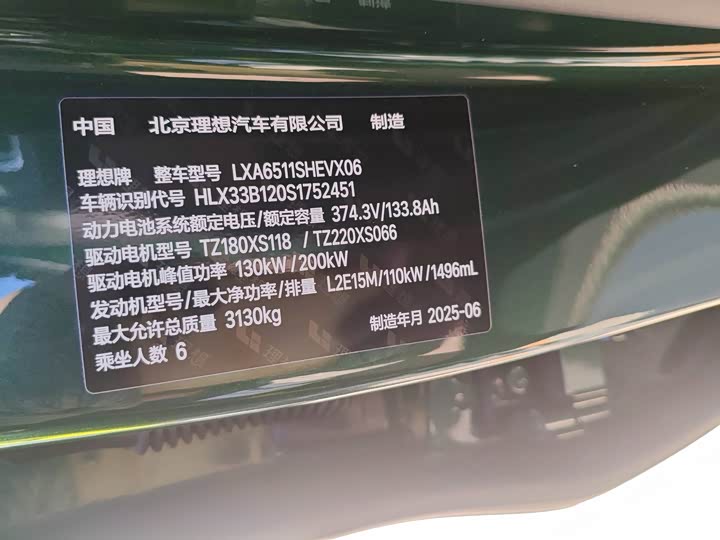 中国 北京理想汽车有限公司 制造
理想牌 整车型号 LXA6511SHEVX06
车辆识别代号 HLX33B120S1752451
动力电池系统额定电压/额定容量 374.3V/133.8Ah
驱动电机型号 TZ180XS118 /TZ220XS066
驱动电机峰值功率 130kW/200kW
发动机型号/最大净功率/排量 L2E15M/110kW/1496mL
最大允许总质量 3130kg
制造年月 2025-06
乘坐人数 6